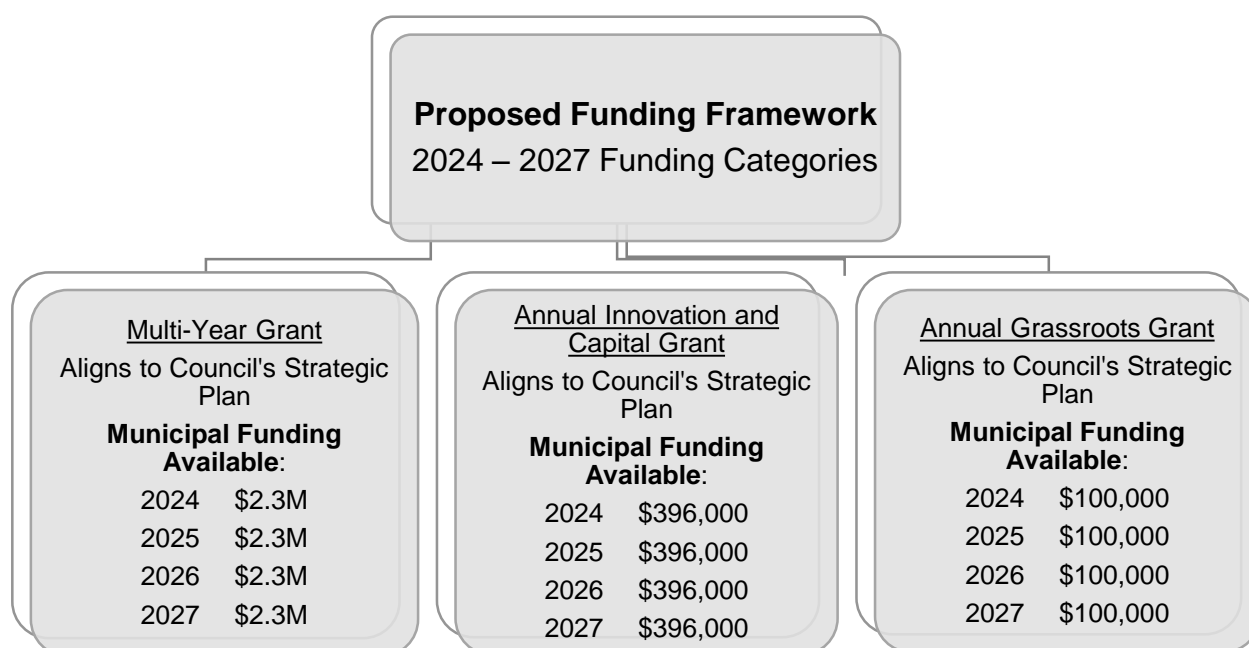 Proposed Funding Framework
2024 – 2027 Funding Categories
Multi-Year Grant
Aligns to Council's Strategic
Plan
Municipal Funding
Available:
2024 $2.3M
2025 $2.3M
2026 $2.3M
2027 $2.3M
Annual Innovation and
Capital Grant
Aligns to Council's Strategic
Plan
Municipal Funding
Available:
2024 $396,000
2025 $396,000
2026 $396,000
2027 $396,000
Annual Grassroots Grant
Aligns to Council's Strategic
Plan
Municipal Funding
Available:
2024 $100,000
2025 $100,000
2026 $100,000
2027 $100,000